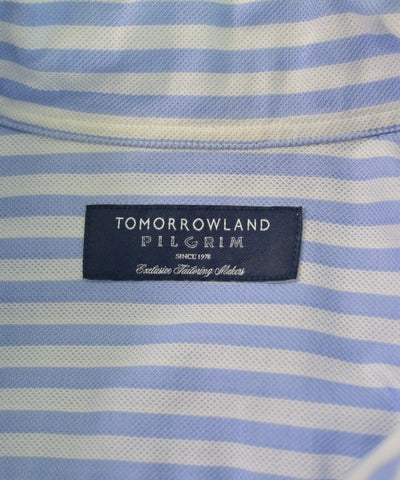 TOMORROWLAND
PILGRIM
SINCE 1978
Exclusive Tailoring Makers